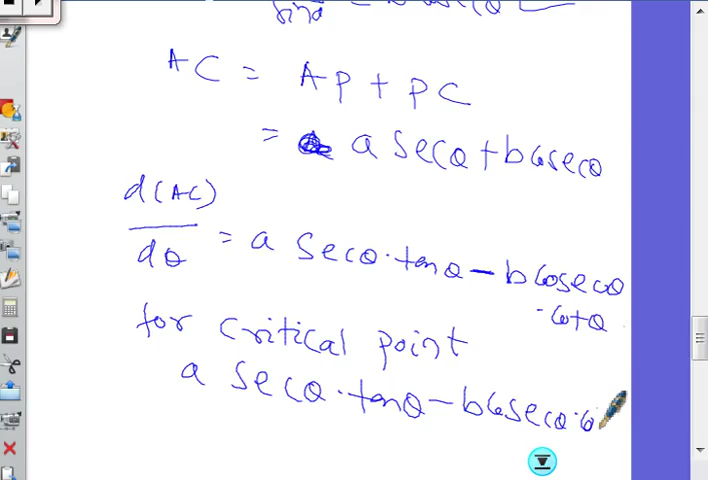 AC = AP + PC
= a secθ + b cosecθ
d(AC)
dθ
= a secθ · tanθ - b cosecθ
· cotθ
for critical point
a secθ · tanθ - b cosecθ ·